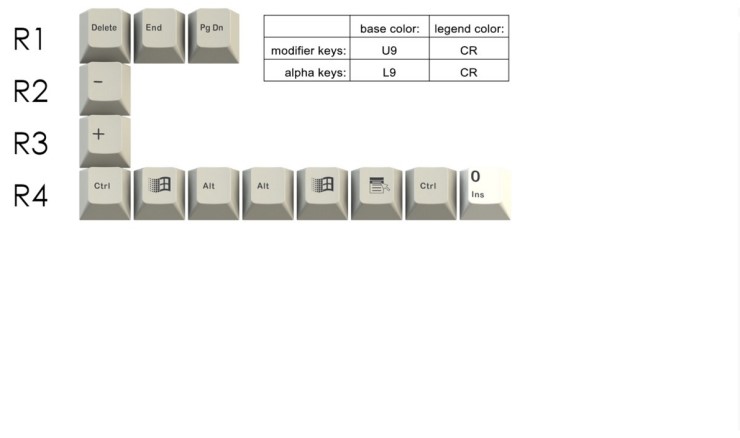 R1 Delete End Pg Dn
base color: legend color:
modifier keys: U9 CR
alpha keys: L9 CR
R2 -
R3 +
R4 Ctrl Alt Alt Ctrl 0
Ins